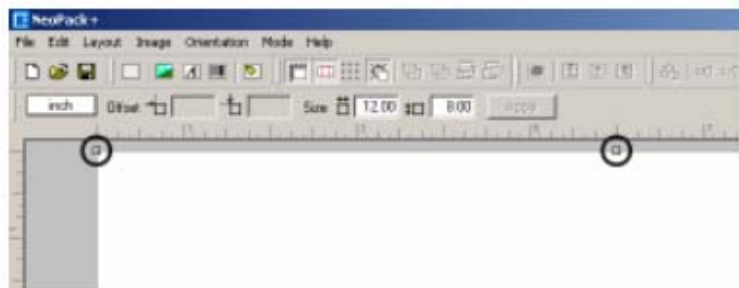 NeoPack+
File Edit Layout Image Orientation Mode Help
inch Offset Size 12.00 8.00 Apply